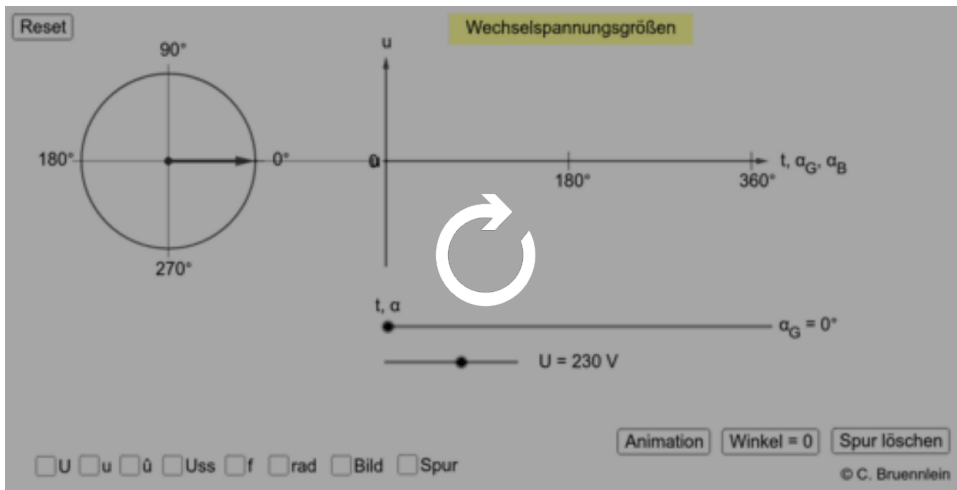 Reset
Wechselspannungsgrößen
90°
u
180°
0°
t, α_G, α_B
180°
360°
270°
t, α
α_G = 0°
U = 230 V
Animation
Winkel = 0
Spur löschen
U
u
û
Uss
f
rad
Bild
Spur
© C. Bruennlein